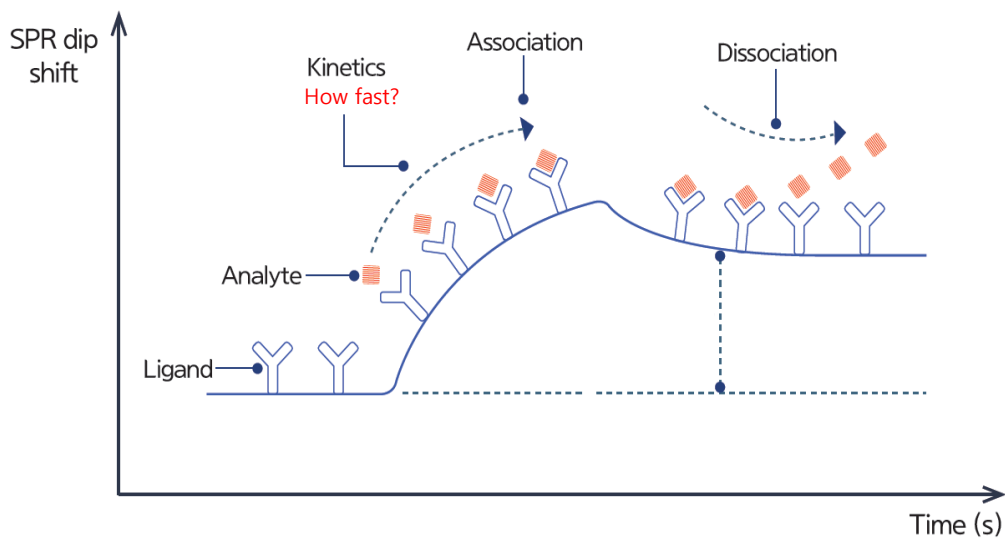 SPR dip
shift
Kinetics
How fast?
Association
Dissociation
Analyte
Ligand
Time (s)